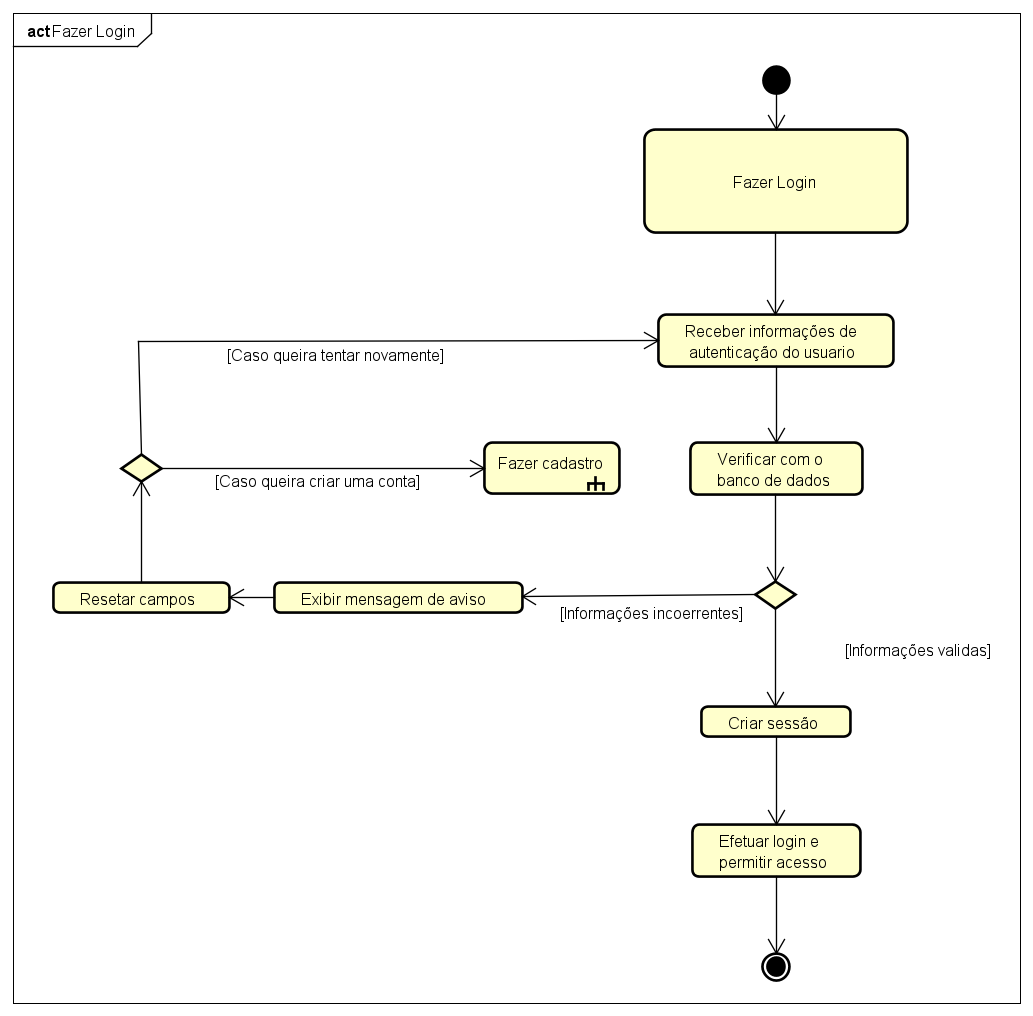 act Fazer Login
Fazer Login
Receber informações de
autenticação do usuario
[Caso queira tentar novamente]
Fazer cadastro
Verificar com o
banco de dados
[Caso queira criar uma conta]
Resetar campos
Exibir mensagem de aviso
[Informações incoerrentes]
[Informações validas]
Criar sessão
Efetuar login e
permitir acesso